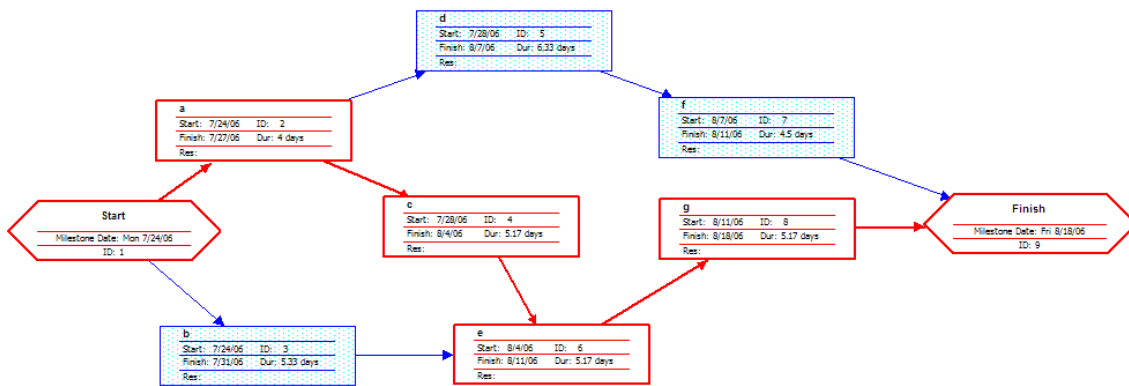 d
Start: 7/28/06 ID: 5
Finish: 8/7/06 Dur: 6.33 days
Res:
a
Start: 7/24/06 ID: 2
Finish: 7/27/06 Dur: 4 days
Res:
f
Start: 8/7/06 ID: 7
Finish: 8/11/06 Dur: 4.5 days
Res:
Start
Milestone Date: Mon 7/24/06
ID: 1
c
Start: 7/28/06 ID: 4
Finish: 8/4/06 Dur: 5.17 days
Res:
g
Start: 8/11/06 ID: 8
Finish: 8/18/06 Dur: 5.17 days
Res:
Finish
Milestone Date: Fri 8/18/06
ID: 9
b
Start: 7/24/06 ID: 3
Finish: 7/31/06 Dur: 5.33 days
Res:
e
Start: 8/4/06 ID: 6
Finish: 8/11/06 Dur: 5.17 days
Res: